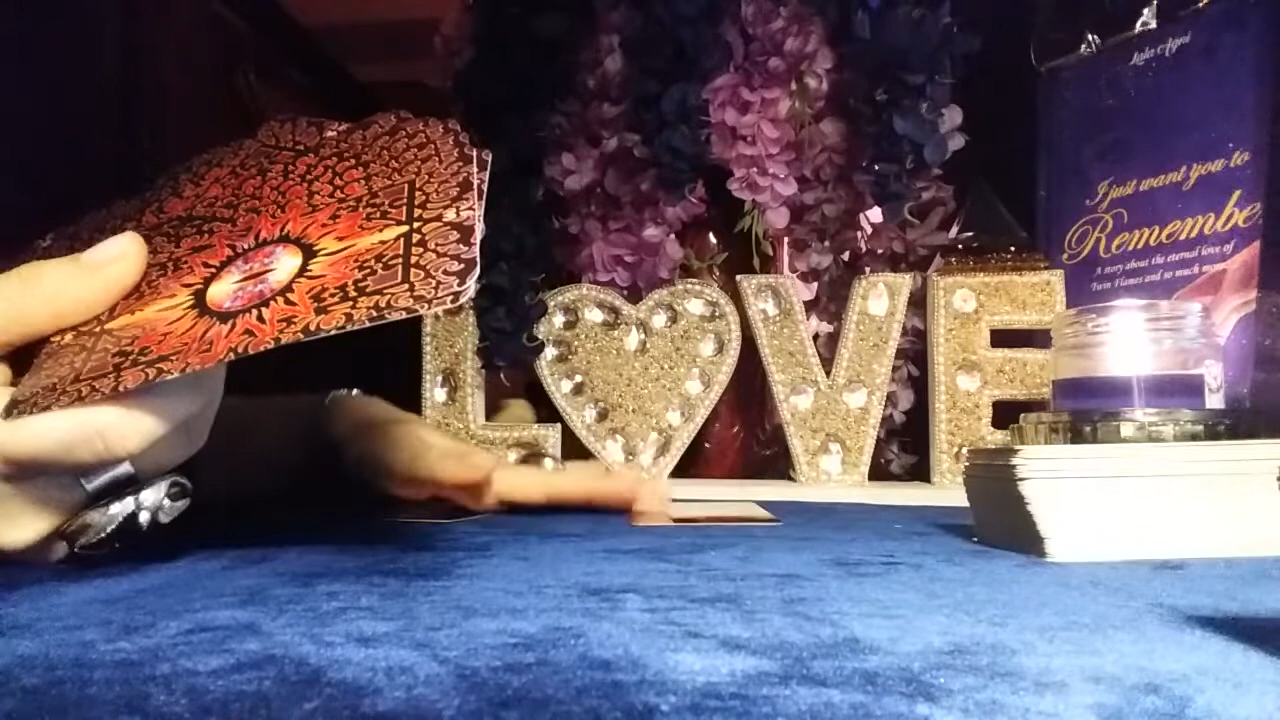 Lala Agni
I just want you to
Remembe
A story about the eternal love of
Twin Flames and so much more
L VE